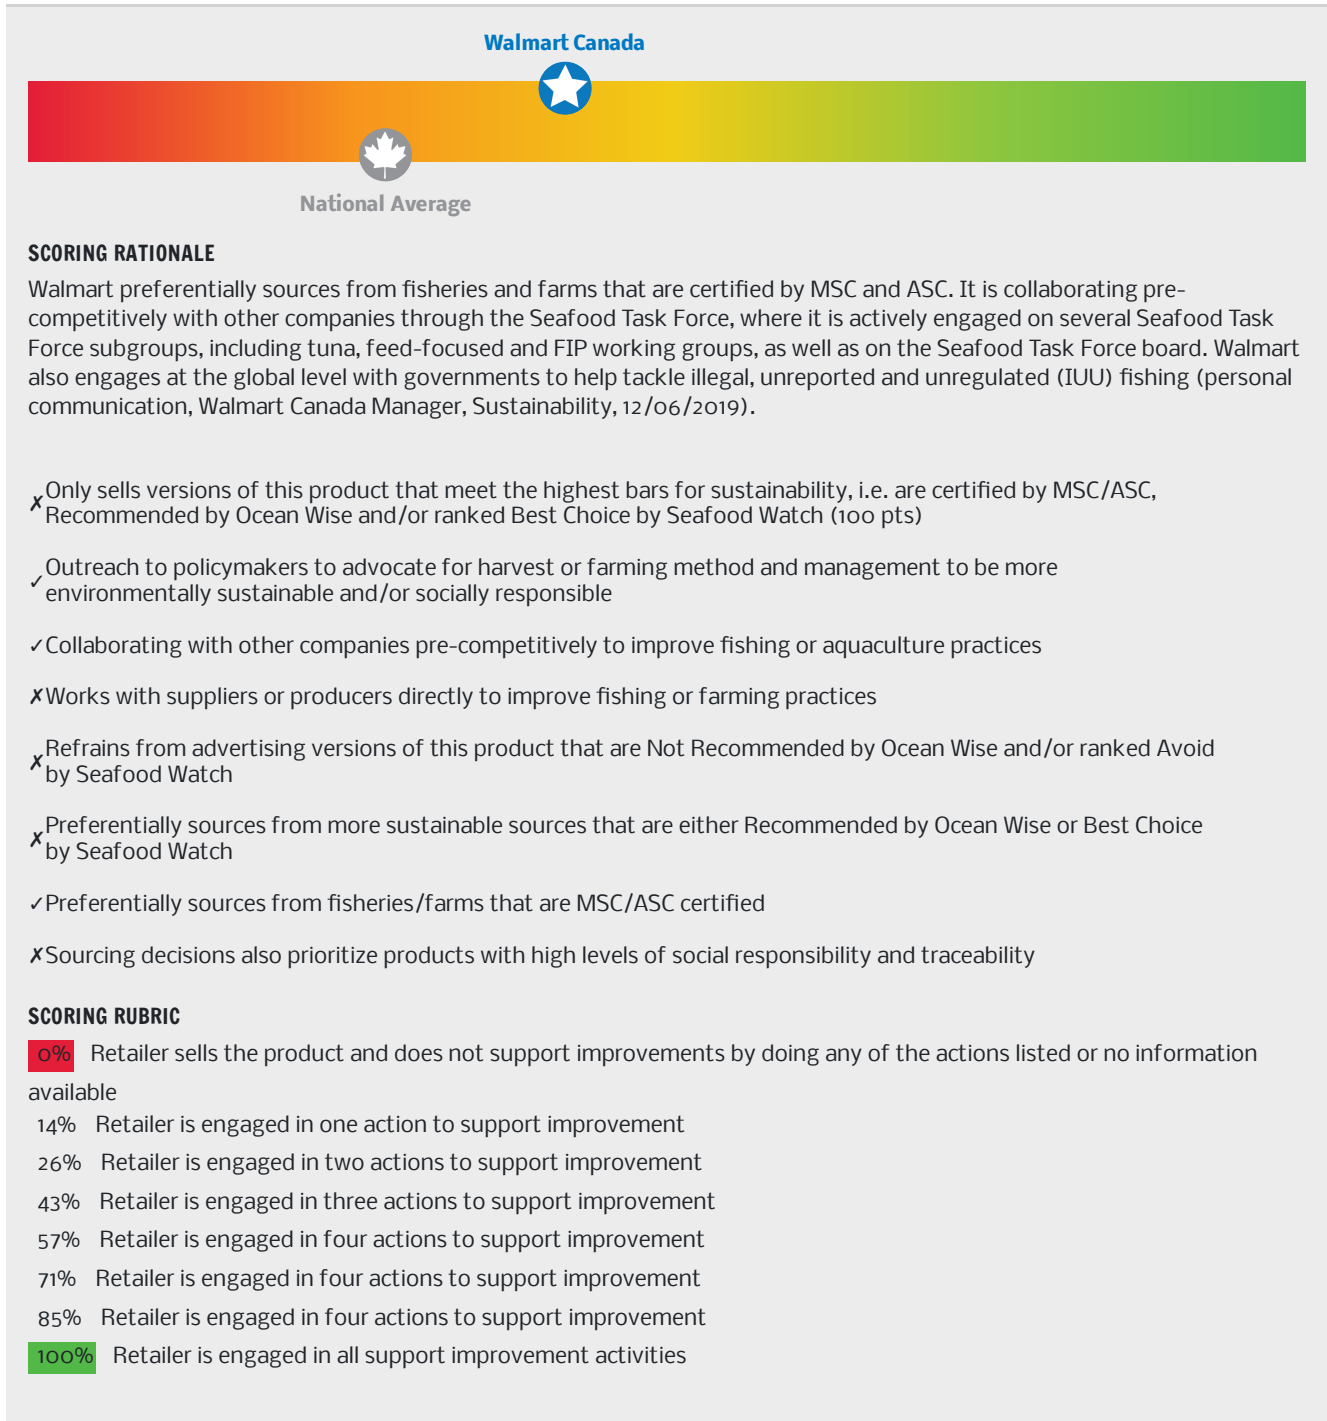 Walmart Canada
National Average
SCORING RATIONALE
Walmart preferentially sources from fisheries and farms that are certified by MSC and ASC. It is collaborating pre-
competitively with other companies through the Seafood Task Force, where it is actively engaged on several Seafood Task
Force subgroups, including tuna, feed-focused and FIP working groups, as well as on the Seafood Task Force board. Walmart
also engages at the global level with governments to help tackle illegal, unreported and unregulated (IUU) fishing (personal
communication, Walmart Canada Manager, Sustainability, 12/06/2019).
✗ Only sells versions of this product that meet the highest bars for sustainability, i.e. are certified by MSC/ASC,
Recommended by Ocean Wise and/or ranked Best Choice by Seafood Watch (100 pts)
✓ Outreach to policymakers to advocate for harvest or farming method and management to be more
environmentally sustainable and/or socially responsible
✓ Collaborating with other companies pre-competitively to improve fishing or aquaculture practices
✗ Works with suppliers or producers directly to improve fishing or farming practices
✗ Refrains from advertising versions of this product that are Not Recommended by Ocean Wise and/or ranked Avoid
by Seafood Watch
✗ Preferentially sources from more sustainable sources that are either Recommended by Ocean Wise or Best Choice
by Seafood Watch
✓ Preferentially sources from fisheries/farms that are MSC/ASC certified
✗ Sourcing decisions also prioritize products with high levels of social responsibility and traceability
SCORING RUBRIC
0% Retailer sells the product and does not support improvements by doing any of the actions listed or no information
available
14% Retailer is engaged in one action to support improvement
26% Retailer is engaged in two actions to support improvement
43% Retailer is engaged in three actions to support improvement
57% Retailer is engaged in four actions to support improvement
71% Retailer is engaged in four actions to support improvement
85% Retailer is engaged in four actions to support improvement
100% Retailer is engaged in all support improvement activities